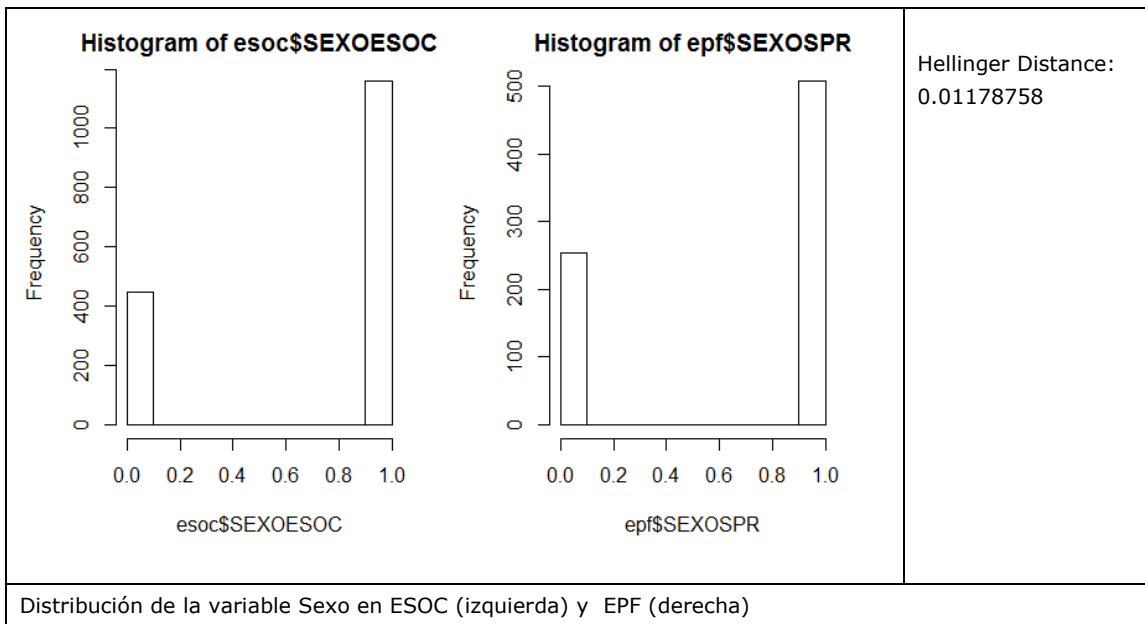 Histogram of esoc$SEXOESOC
Frequency
0 200 400 600 800 1000
0.0 0.2 0.4 0.6 0.8 1.0
esoc$SEXOESOC
Histogram of epf$SEXOSPR
Frequency
0 100 200 300 400 500
0.0 0.2 0.4 0.6 0.8 1.0
epf$SEXOSPR
Hellinger Distance:
0.01178758
Distribución de la variable Sexo en ESOC (izquierda) y EPF (derecha)